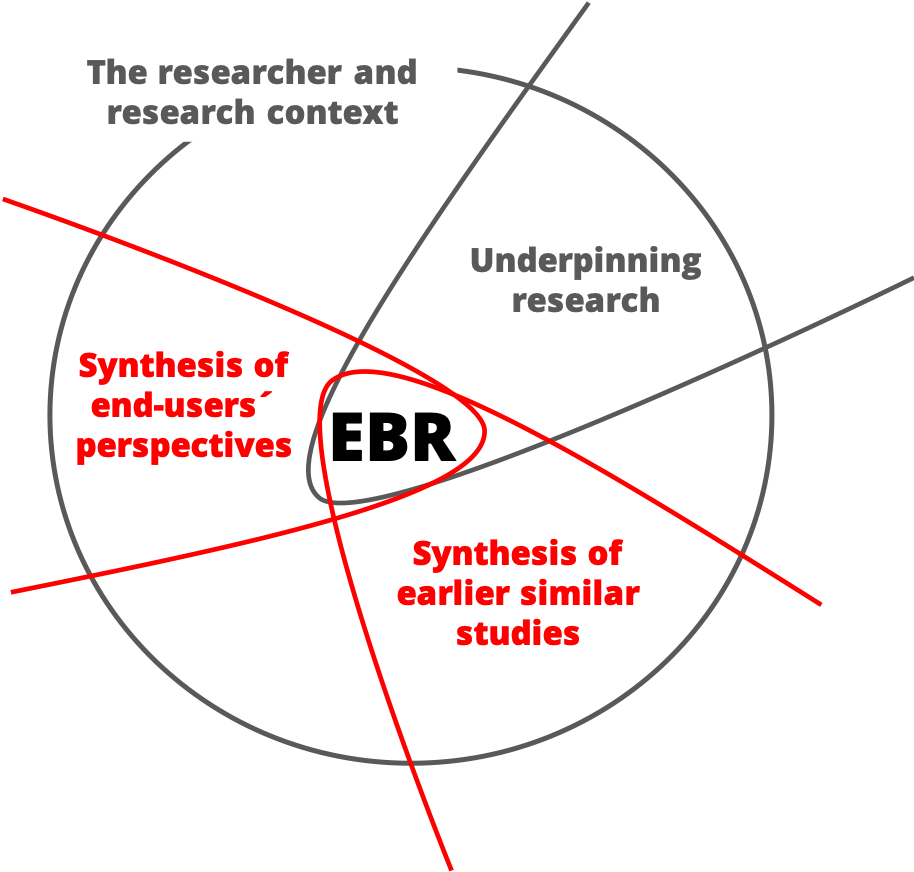 The researcher and
research context
Underpinning
research
Synthesis of
end-users´
perspectives
EBR
Synthesis of
earlier similar
studies